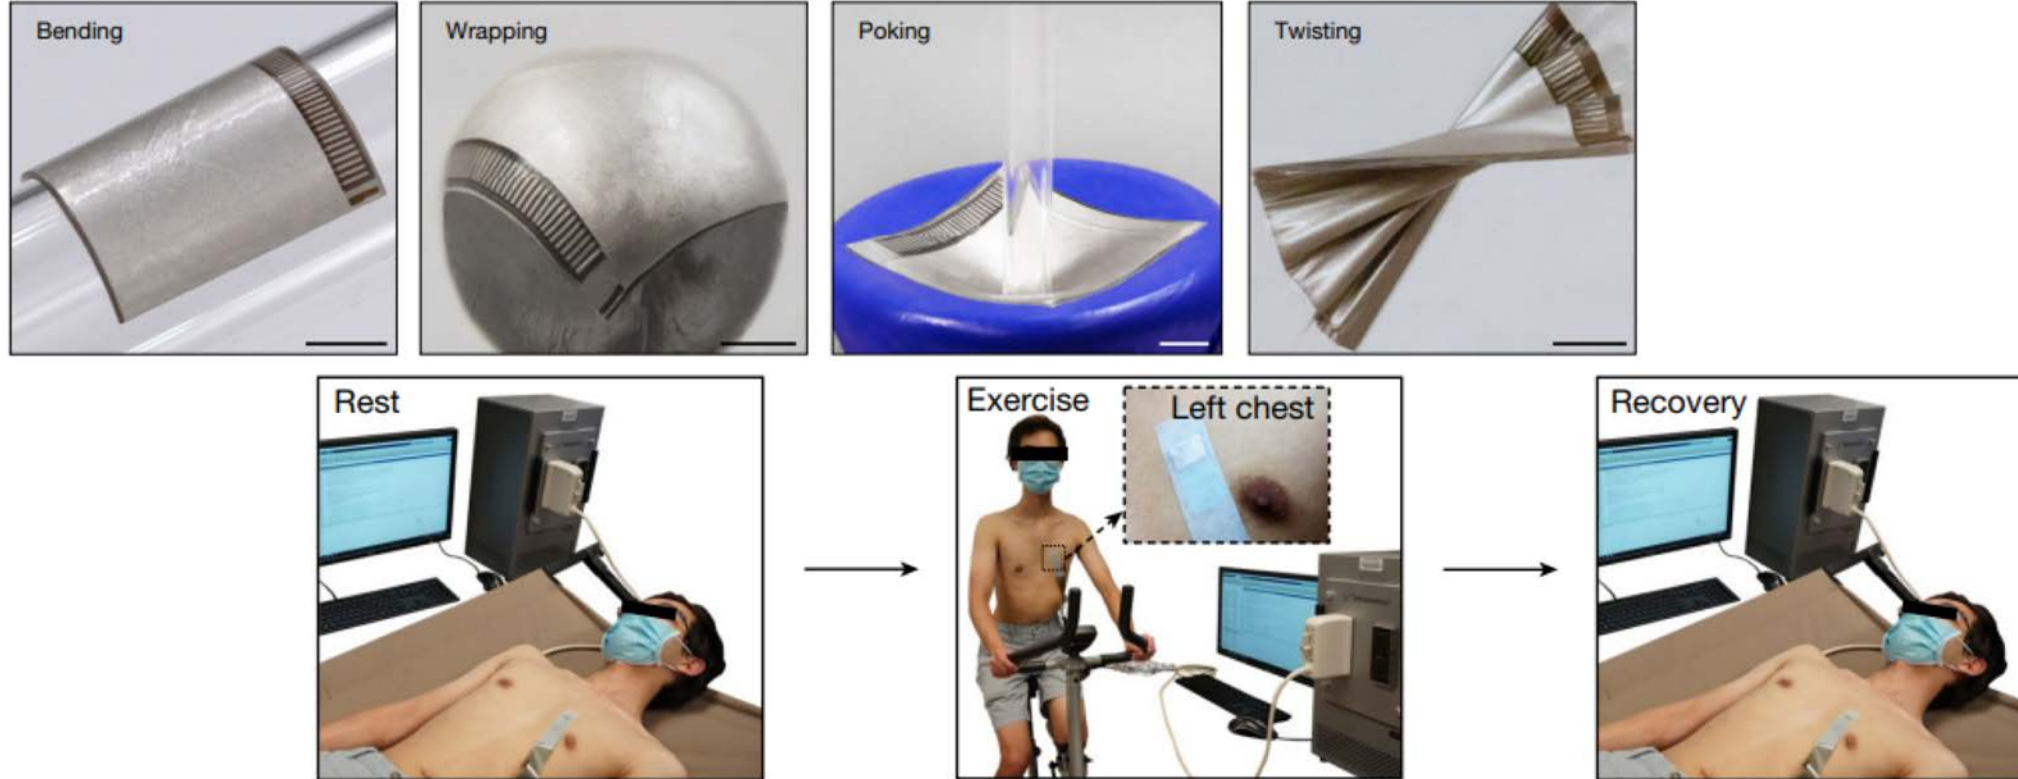 Bending
Wrapping
Poking
Twisting
Rest
Exercise
Left chest
Recovery